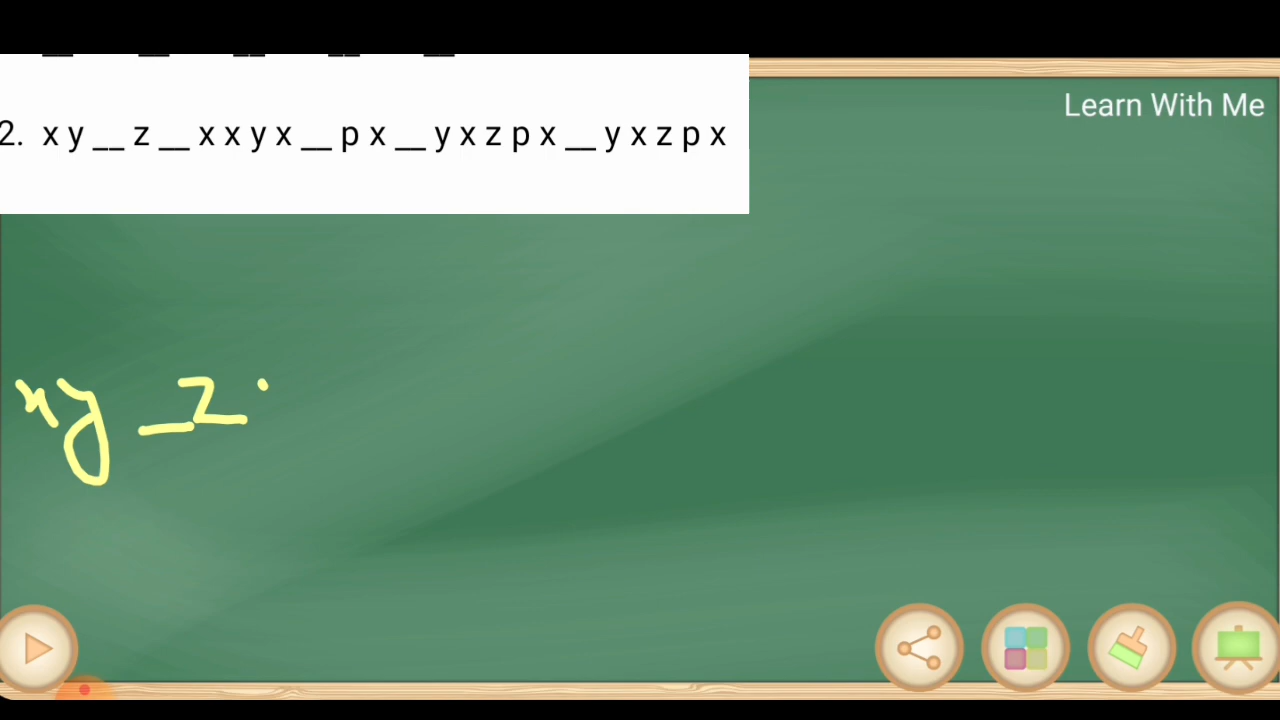 Learn With Me
2. x y __ z __ x x y x __ p x __ y x z p x __ y x z p x
xy _z